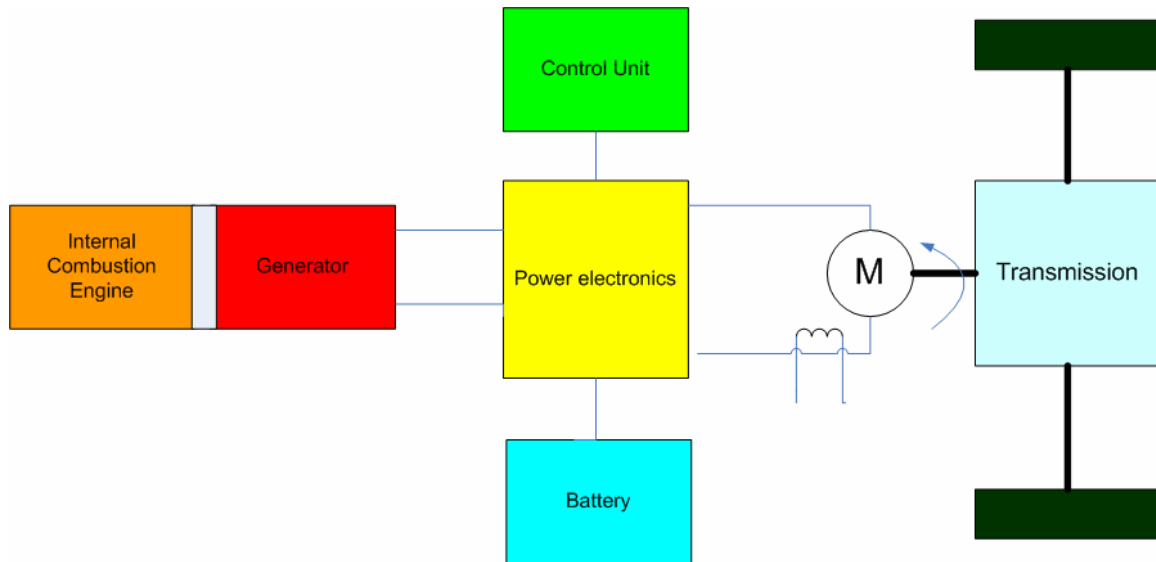 Control Unit
Internal
Combustion
Engine
Generator
Power electronics
M
Transmission
Battery